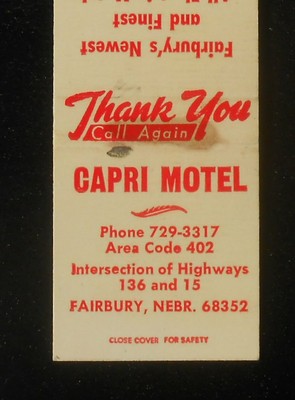 and Finest
Fairbury's Newest
Thank You
Call Again
CAPRI MOTEL
Phone 729-3317
Area Code 402
Intersection of Highways
136 and 15
FAIRBURY, NEBR. 68352
CLOSE COVER FOR SAFETY